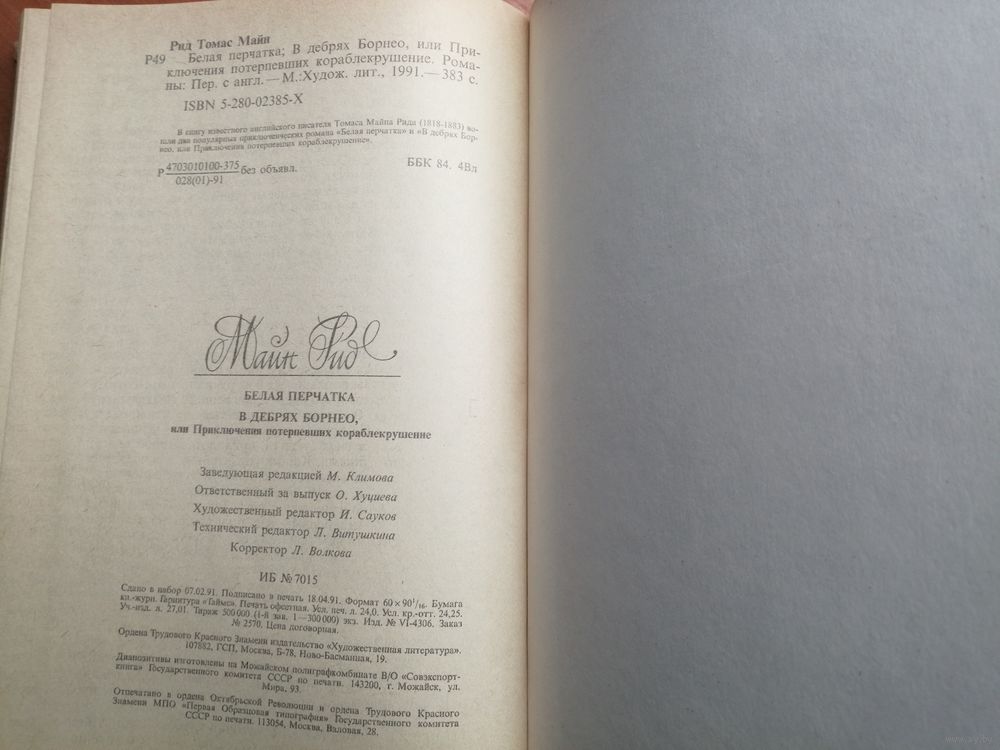 Рид Томас Майн
Р49 Белая перчатка; В дебрях Борнео, или При-
ключения потерпевших кораблекрушение. Рома-
ны: Пер. с англ. — М.:Худож. лит., 1991.— 383 с.
ISBN 5-280-02385-X
В книгу известного английского писателя Томаса Майна Рида (1818-1883) во-
шли два популярных приключенческих романа «Белая перчатка» и «В дебрях Бор-
нео, или Приключения потерпевших кораблекрушение».
Р 4703010100-375 без объявл.
028(01)-91
ББК 84. 4Вл
Майн Рид
БЕЛАЯ ПЕРЧАТКА
В ДЕБРЯХ БОРНЕО,
или Приключения потерпевших кораблекрушение
Заведующая редакцией М. Климова
Ответственный за выпуск О. Хуциева
Художественный редактор И. Сауков
Технический редактор Л. Витушкина
Корректор Л. Волкова
ИБ № 7015
Сдано в набор 07.02.91. Подписано в печать 18.04.91. Формат 60 × 90¹/₁₆. Бумага
кн.-журн. Гарнитура «Таймс». Печать офсетная. Усл. печ. л. 24,0. Усл. кр.-отт. 24,25.
Уч.-изд. л. 27,01. Тираж 500 000 (1-й зав. 1—300 000) экз. Изд. № VI-4306. Заказ
№ 2570. Цена договорная.
Ордена Трудового Красного Знамени издательство «Художественная литература».
107882, ГСП, Москва, Б-78, Ново-Басманная, 19.
Диапозитивы изготовлены на Можайском полиграфкомбинате В/О «Совэкспорт-
книга» Государственного комитета СССР по печати. 143200, г. Можайск, ул.
Мира, 93.
Отпечатано в ордена Октябрьской Революции и ордена Трудового Красного
Знамени МПО «Первая Образцовая типография» Государственного комитета
СССР по печати. 113054, Москва, Валовая, 28.